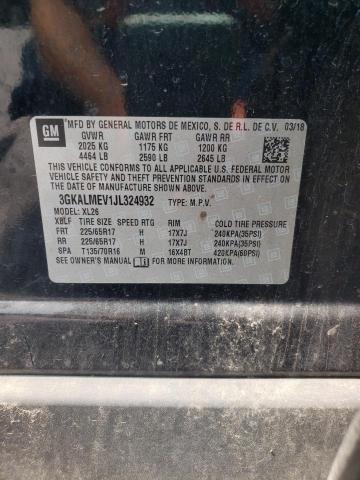 GM
MFD BY GENERAL MOTORS DE MEXICO, S. DE R.L. DE C.V. 03/18
GVWR GAWR FRT GAWR RR
2025 KG 1175 KG 1200 KG
4464 LB 2590 LB 2645 LB
THIS VEHICLE CONFORMS TO ALL APPLICABLE U.S. FEDERAL
MOTOR VEHICLE SAFETY AND THEFT PREVENTION STANDARDS IN
EFFECT ON THE DATE OF MANUFACTURE SHOWN ABOVE.
3GKALMEV1JL324932 TYPE: M.P.V.
MODEL: XL26
XBLF TIRE SIZE SPEED RTG RIM COLD TIRE PRESSURE
FRT 225/65R17 H 17X7J 240KPA(35PSI)
RR 225/65R17 H 17X7J 240KPA(35PSI)
SPA T135/70R16 M 16X4BT 420KPA(60PSI)
SEE OWNER'S MANUAL FOR MORE INFORMATION